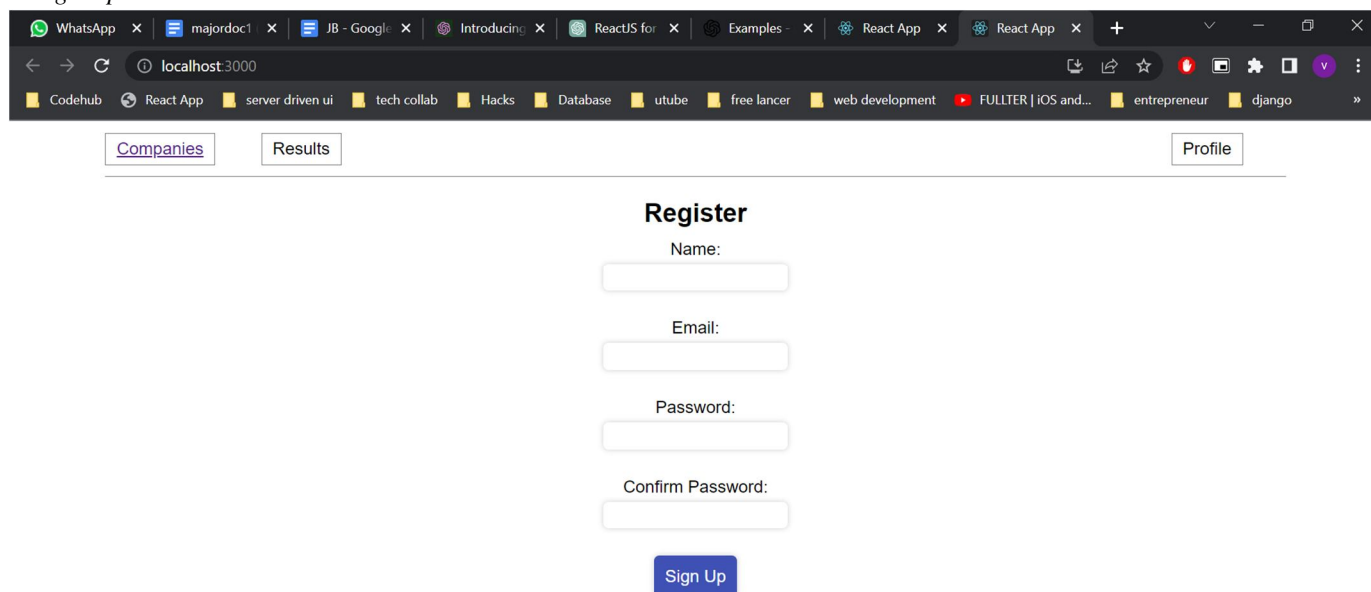 WhatsApp majordoc1 JB - Google Introducing ReactJS for Examples - React App React App
localhost:3000
Codehub React App server driven ui tech collab Hacks Database utube free lancer web development FULLTER | iOS and... entrepreneur django »
V
Companies Results Profile
Register
Name:
Email:
Password:
Confirm Password:
Sign Up